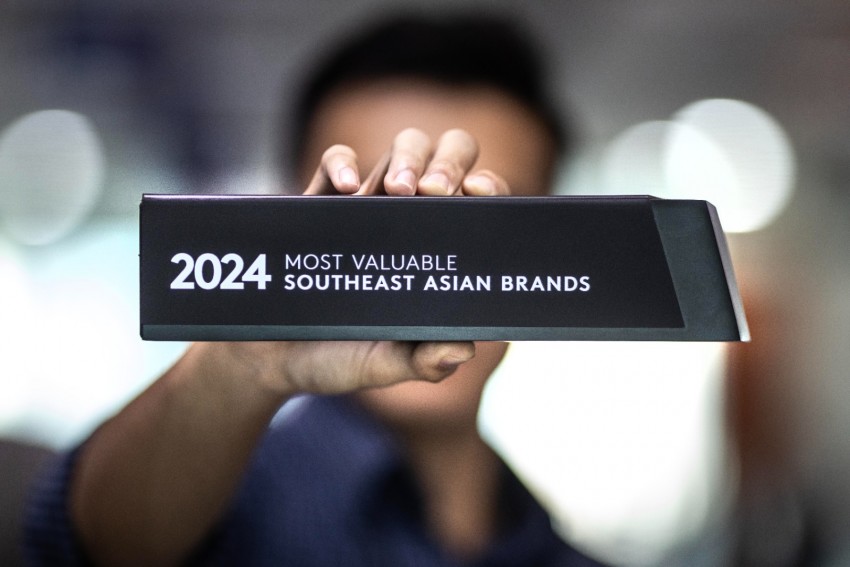 2024 MOST VALUABLE
SOUTHEAST ASIAN BRANDS